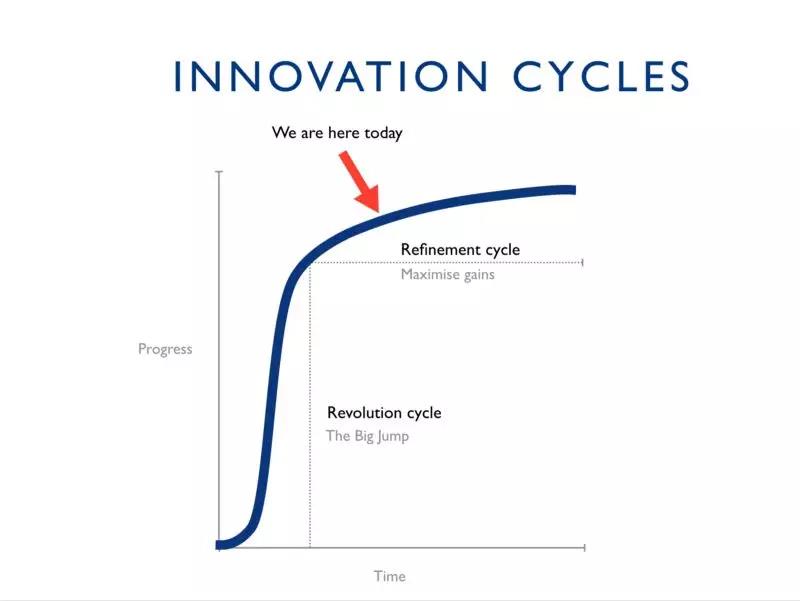 INNOVATION CYCLES
We are here today
Refinement cycle
Maximise gains
Progress
Revolution cycle
The Big Jump
Time